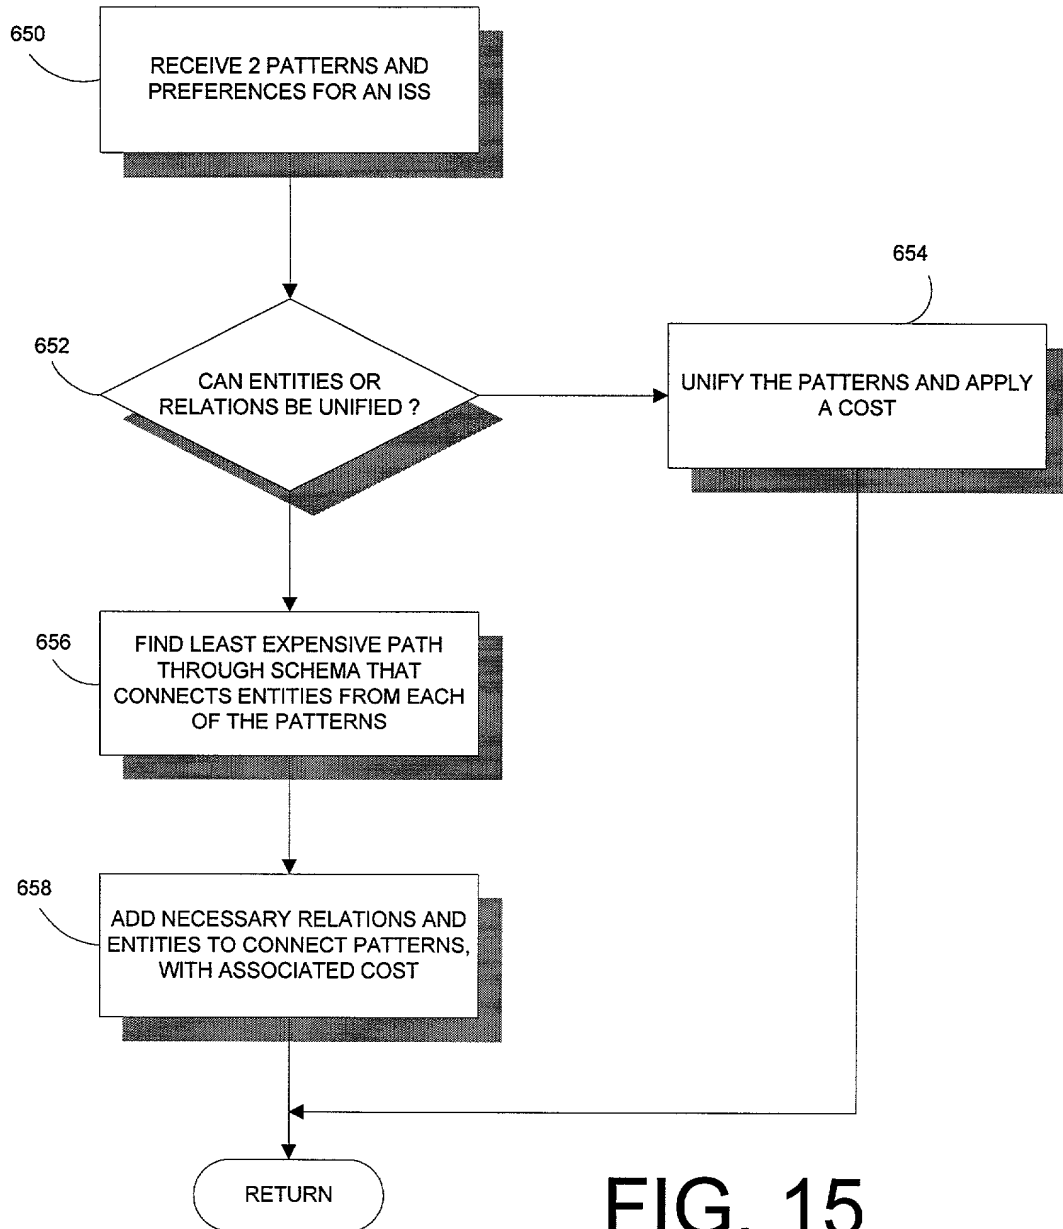 650
RECEIVE 2 PATTERNS AND
PREFERENCES FOR AN ISS
654
652
CAN ENTITIES OR
RELATIONS BE UNIFIED ?
UNIFY THE PATTERNS AND APPLY
A COST
656
FIND LEAST EXPENSIVE PATH
THROUGH SCHEMA THAT
CONNECTS ENTITIES FROM EACH
OF THE PATTERNS
658
ADD NECESSARY RELATIONS AND
ENTITIES TO CONNECT PATTERNS,
WITH ASSOCIATED COST
RETURN
FIG. 15